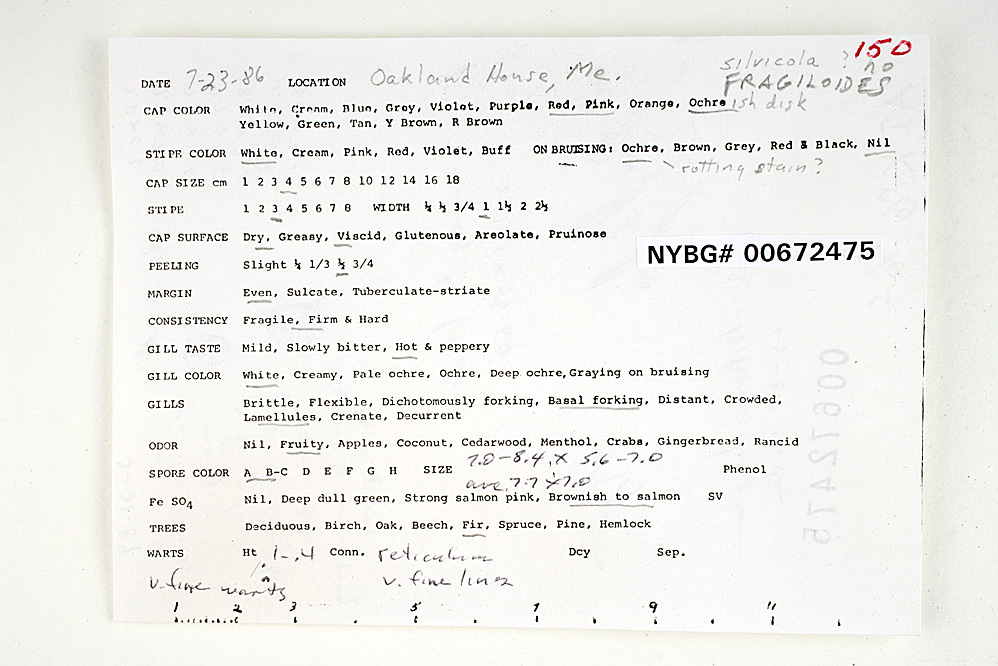 150
silvicola ? no
DATE 7-23-86 LOCATION Oakland House, Me. FRAGILOIDES
CAP COLOR White, Cream, Blue, Grey, Violet, Purple, Red, Pink, Orange, Ochre ish disk
Yellow, Green, Tan, Y Brown, R Brown
STIPE COLOR White, Cream, Pink, Red, Violet, Buff ON BRUISING: Ochre, Brown, Grey, Red & Black, Nil
rotting stain?
CAP SIZE cm 1 2 3 4 5 6 7 8 10 12 14 16 18
STIPE 1 2 3 4 5 6 7 8 WIDTH ¼ ½ 3/4 1 1½ 2 2½
CAP SURFACE Dry, Greasy, Viscid, Glutenous, Areolate, Pruinose
NYBG# 00672475
PEELING Slight ¼ 1/3 ½ 3/4
MARGIN Even, Sulcate, Tuberculate-striate
CONSISTENCY Fragile, Firm & Hard
GILL TASTE Mild, Slowly bitter, Hot & peppery
GILL COLOR White, Creamy, Pale ochre, Ochre, Deep ochre, Graying on bruising
GILLS Brittle, Flexible, Dichotomously forking, Basal forking, Distant, Crowded,
Lamellules, Crenate, Decurrent
ODOR Nil, Fruity, Apples, Coconut, Cedarwood, Menthol, Crabs, Gingerbread, Rancid
SPORE COLOR A B-C D E F G H SIZE 7.0-8.4 x 5.6-7.0 Phenol
ave 7.7 x 7.0
Fe SO4 Nil, Deep dull green, Strong salmon pink, Brownish to salmon SV
TREES Deciduous, Birch, Oak, Beech, Fir, Spruce, Pine, Hemlock
WARTS Ht .1-.4 Conn. reticulum Dcy Sep.
v. fine warts v. fine lines
1 2 3 5 7 9 11